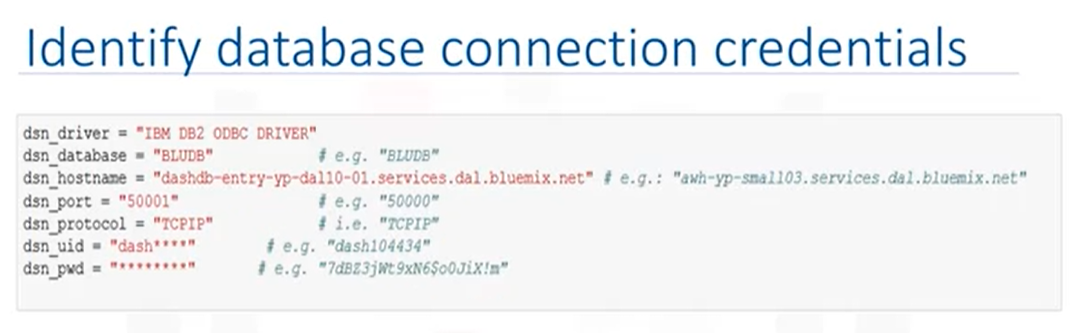 Identify database connection credentials
dsn_driver = "IBM DB2 ODBC DRIVER"
dsn_database = "BLUDB" # e.g. "BLUDB"
dsn_hostname = "dashdb-entry-yp-dal10-01.services.dal.bluemix.net" # e.g.: "awh-yp-small03.services.dal.bluemix.net"
dsn_port = "50001" # e.g. "50000"
dsn_protocol = "TCPIP" # i.e. "TCPIP"
dsn_uid = "dash****" # e.g. "dash104434"
dsn_pwd = "********" # e.g. "7dBZ3jWt9xN6$o0JiX!m"